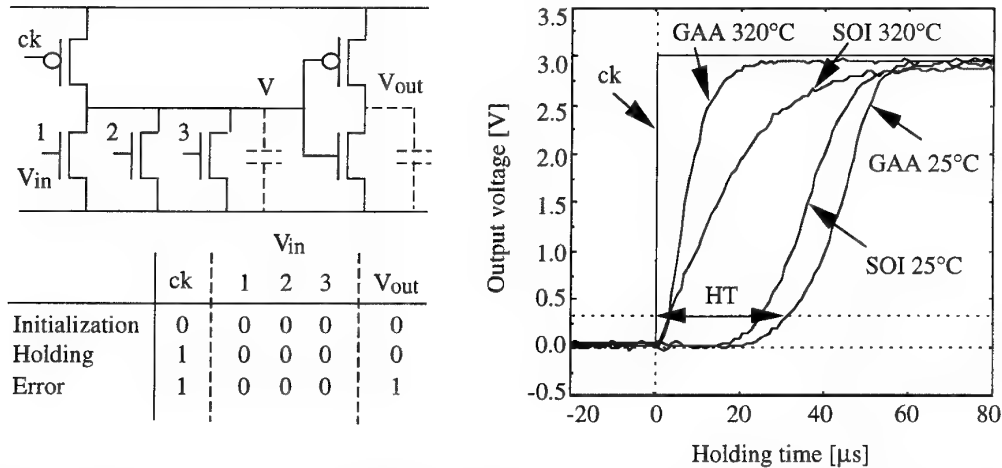 ck
V
Vout
1
2
3
Vin
Vin
ck 1 2 3 Vout
Initialization 0 0 0 0 0
Holding 1 0 0 0 0
Error 1 0 0 0 1
Output voltage [V]
3.5
3.0
2.5
2.0
1.5
1.0
0.5
0.0
-0.5
GAA 320°C
SOI 320°C
ck
GAA 25°C
SOI 25°C
HT
-20 0 20 40 60 80
Holding time [µs]